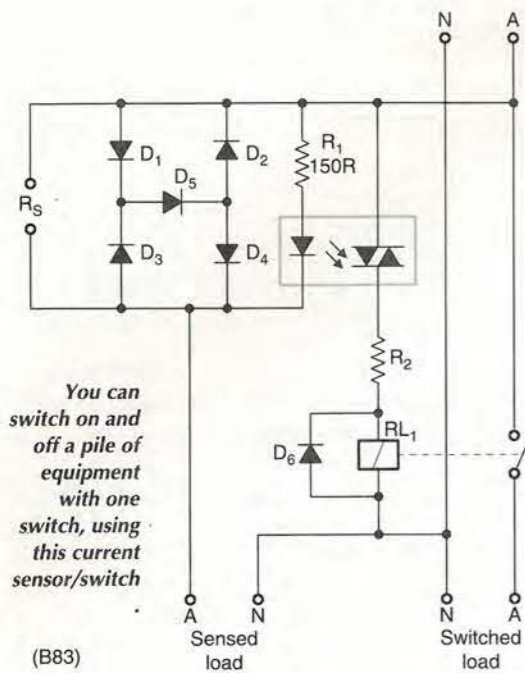 N
A
D1
D2
R1
150R
D5
RS
D3
D4
R2
You can
switch on and
off a pile of
equipment
with one
switch, using
this current
sensor/switch
RL1
D6
A
N
N
A
Sensed
load
Switched
load
(B83)